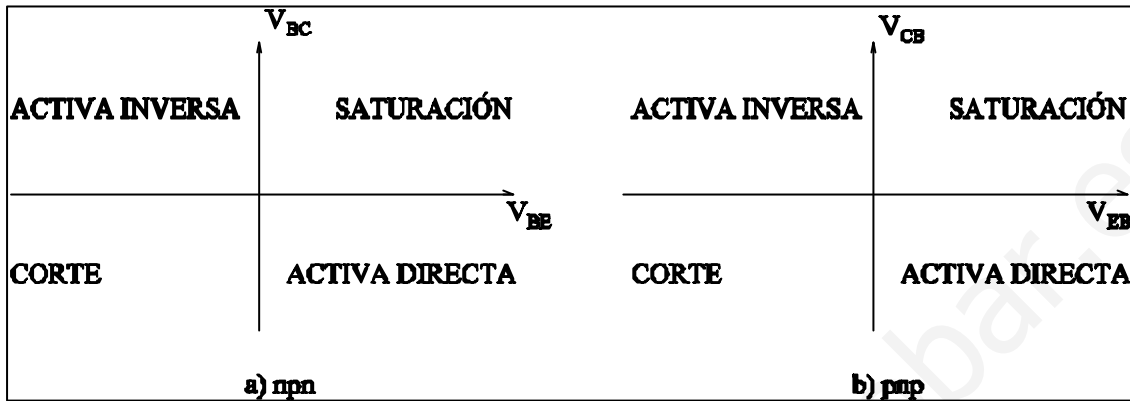 V_BC
V_CB
ACTIVA INVERSA SATURACIÓN
ACTIVA INVERSA SATURACIÓN
V_BE
V_EB
CORTE ACTIVA DIRECTA
CORTE ACTIVA DIRECTA
a) npn
b) pnp